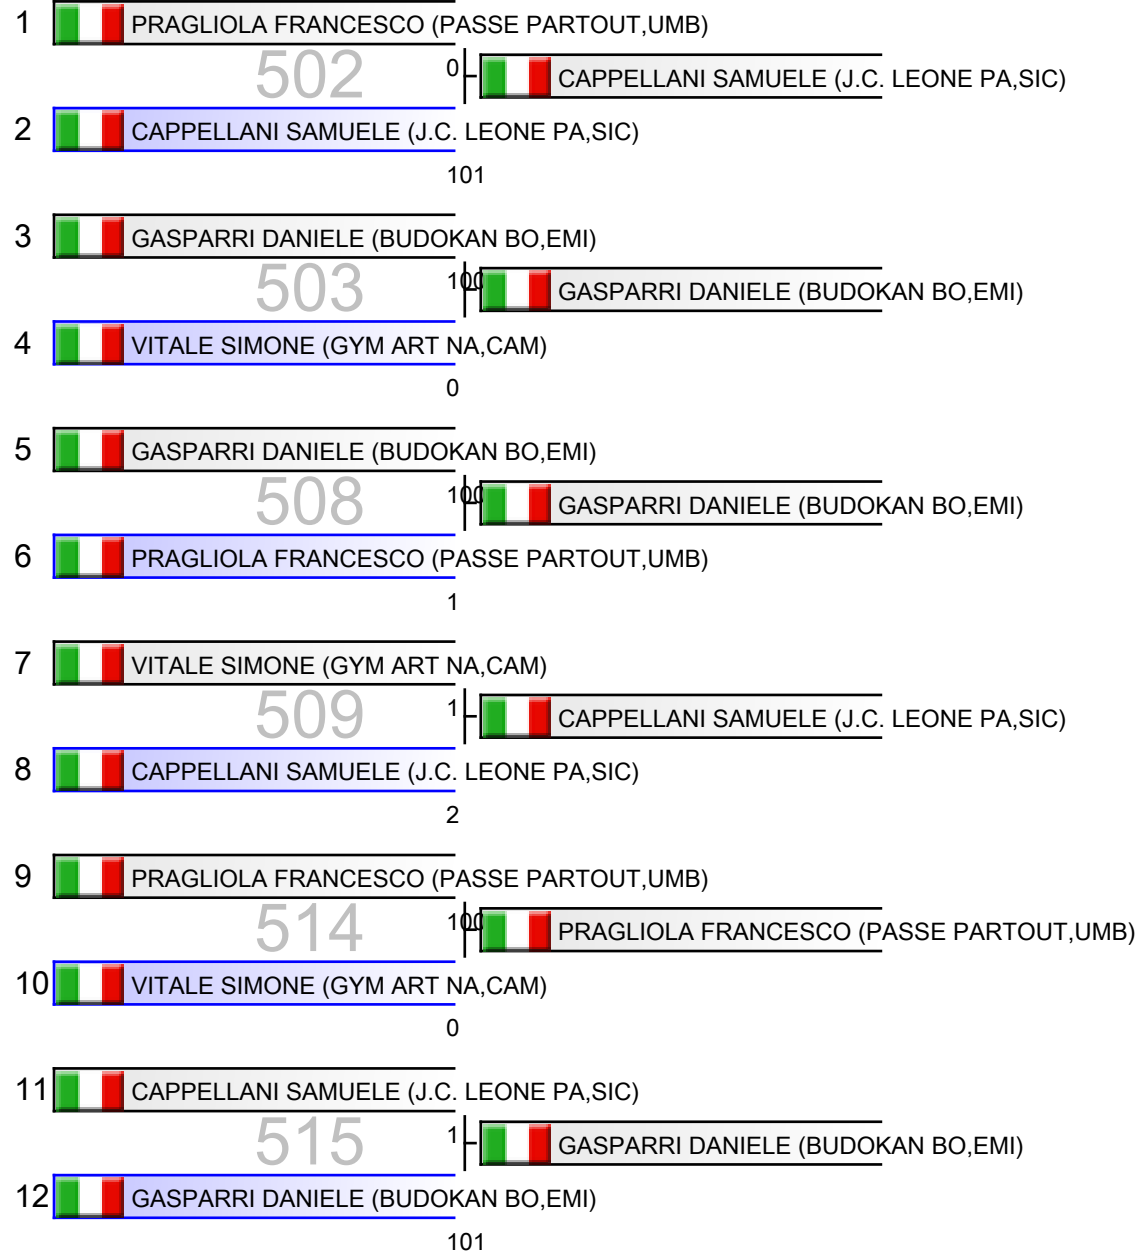 1 PRAGLIOLA FRANCESCO (PASSE PARTOUT,UMB)
502 0 CAPPELLANI SAMUELE (J.C. LEONE PA,SIC)
2 CAPPELLANI SAMUELE (J.C. LEONE PA,SIC)
101
3 GASPARRI DANIELE (BUDOKAN BO,EMI)
503 100 GASPARRI DANIELE (BUDOKAN BO,EMI)
4 VITALE SIMONE (GYM ART NA,CAM)
0
5 GASPARRI DANIELE (BUDOKAN BO,EMI)
508 100 GASPARRI DANIELE (BUDOKAN BO,EMI)
6 PRAGLIOLA FRANCESCO (PASSE PARTOUT,UMB)
1
7 VITALE SIMONE (GYM ART NA,CAM)
509 1 CAPPELLANI SAMUELE (J.C. LEONE PA,SIC)
8 CAPPELLANI SAMUELE (J.C. LEONE PA,SIC)
2
9 PRAGLIOLA FRANCESCO (PASSE PARTOUT,UMB)
514 100 PRAGLIOLA FRANCESCO (PASSE PARTOUT,UMB)
10 VITALE SIMONE (GYM ART NA,CAM)
0
11 CAPPELLANI SAMUELE (J.C. LEONE PA,SIC)
515 1 GASPARRI DANIELE (BUDOKAN BO,EMI)
12 GASPARRI DANIELE (BUDOKAN BO,EMI)
101